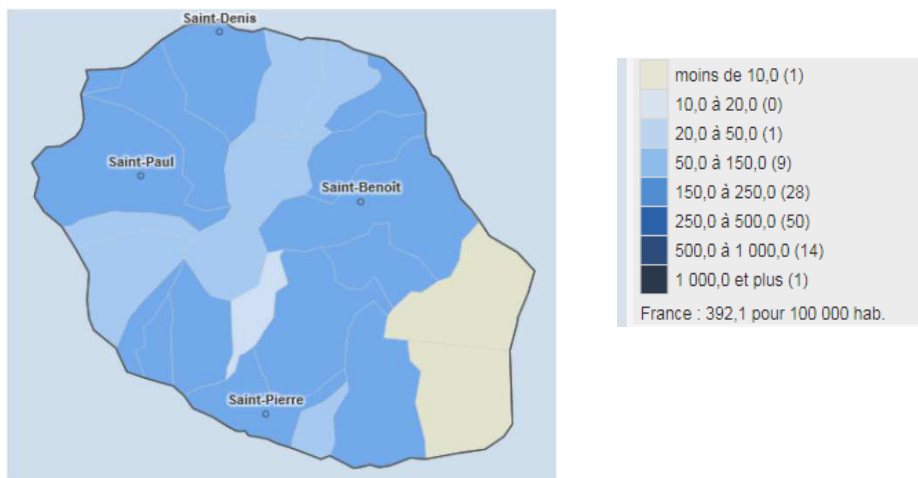 Saint-Denis
Saint-Paul
Saint-Benoît
Saint-Pierre
moins de 10,0 (1)
10,0 à 20,0 (0)
20,0 à 50,0 (1)
50,0 à 150,0 (9)
150,0 à 250,0 (28)
250,0 à 500,0 (50)
500,0 à 1 000,0 (14)
1 000,0 et plus (1)
France : 392,1 pour 100 000 hab.